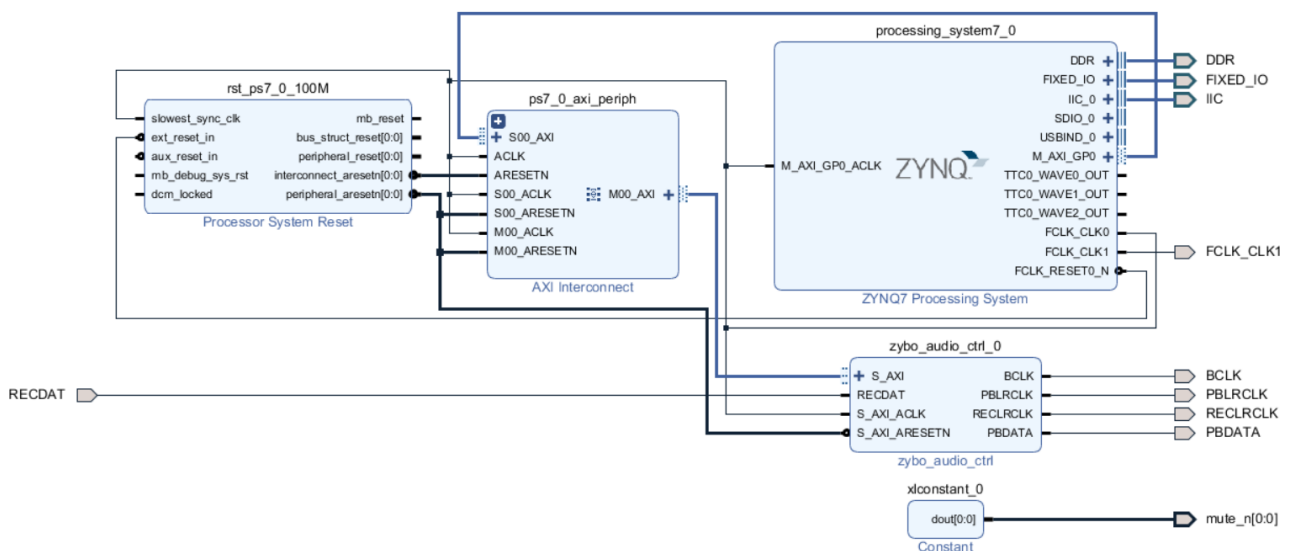 processing_system7_0
DDR
FIXED_IO
IIC_0
SDIO_0
USBIND_0
M_AXI_GP0
M_AXI_GP0_ACLK
ZYNQ
TTC0_WAVE0_OUT
TTC0_WAVE1_OUT
TTC0_WAVE2_OUT
FCLK_CLK0
FCLK_CLK1
FCLK_RESET0_N
ZYNQ7 Processing System
DDR
FIXED_IO
IIC
FCLK_CLK1
rst_ps7_0_100M
slowest_sync_clk
ext_reset_in
aux_reset_in
mb_debug_sys_rst
dcm_locked
mb_reset
bus_struct_reset[0:0]
peripheral_reset[0:0]
interconnect_aresetn[0:0]
peripheral_aresetn[0:0]
Processor System Reset
ps7_0_axi_periph
S00_AXI
ACLK
ARESETN
S00_ACLK
S00_ARESETN
M00_ACLK
M00_ARESETN
M00_AXI
AXI Interconnect
RECDAT
zybo_audio_ctrl_0
S_AXI
RECDAT
S_AXI_ACLK
S_AXI_ARESETN
BCLK
PBLRCLK
RECLRCLK
PBDATA
zybo_audio_ctrl
BCLK
PBLRCLK
RECLRCLK
PBDATA
xlconstant_0
dout[0:0]
Constant
mute_n[0:0]